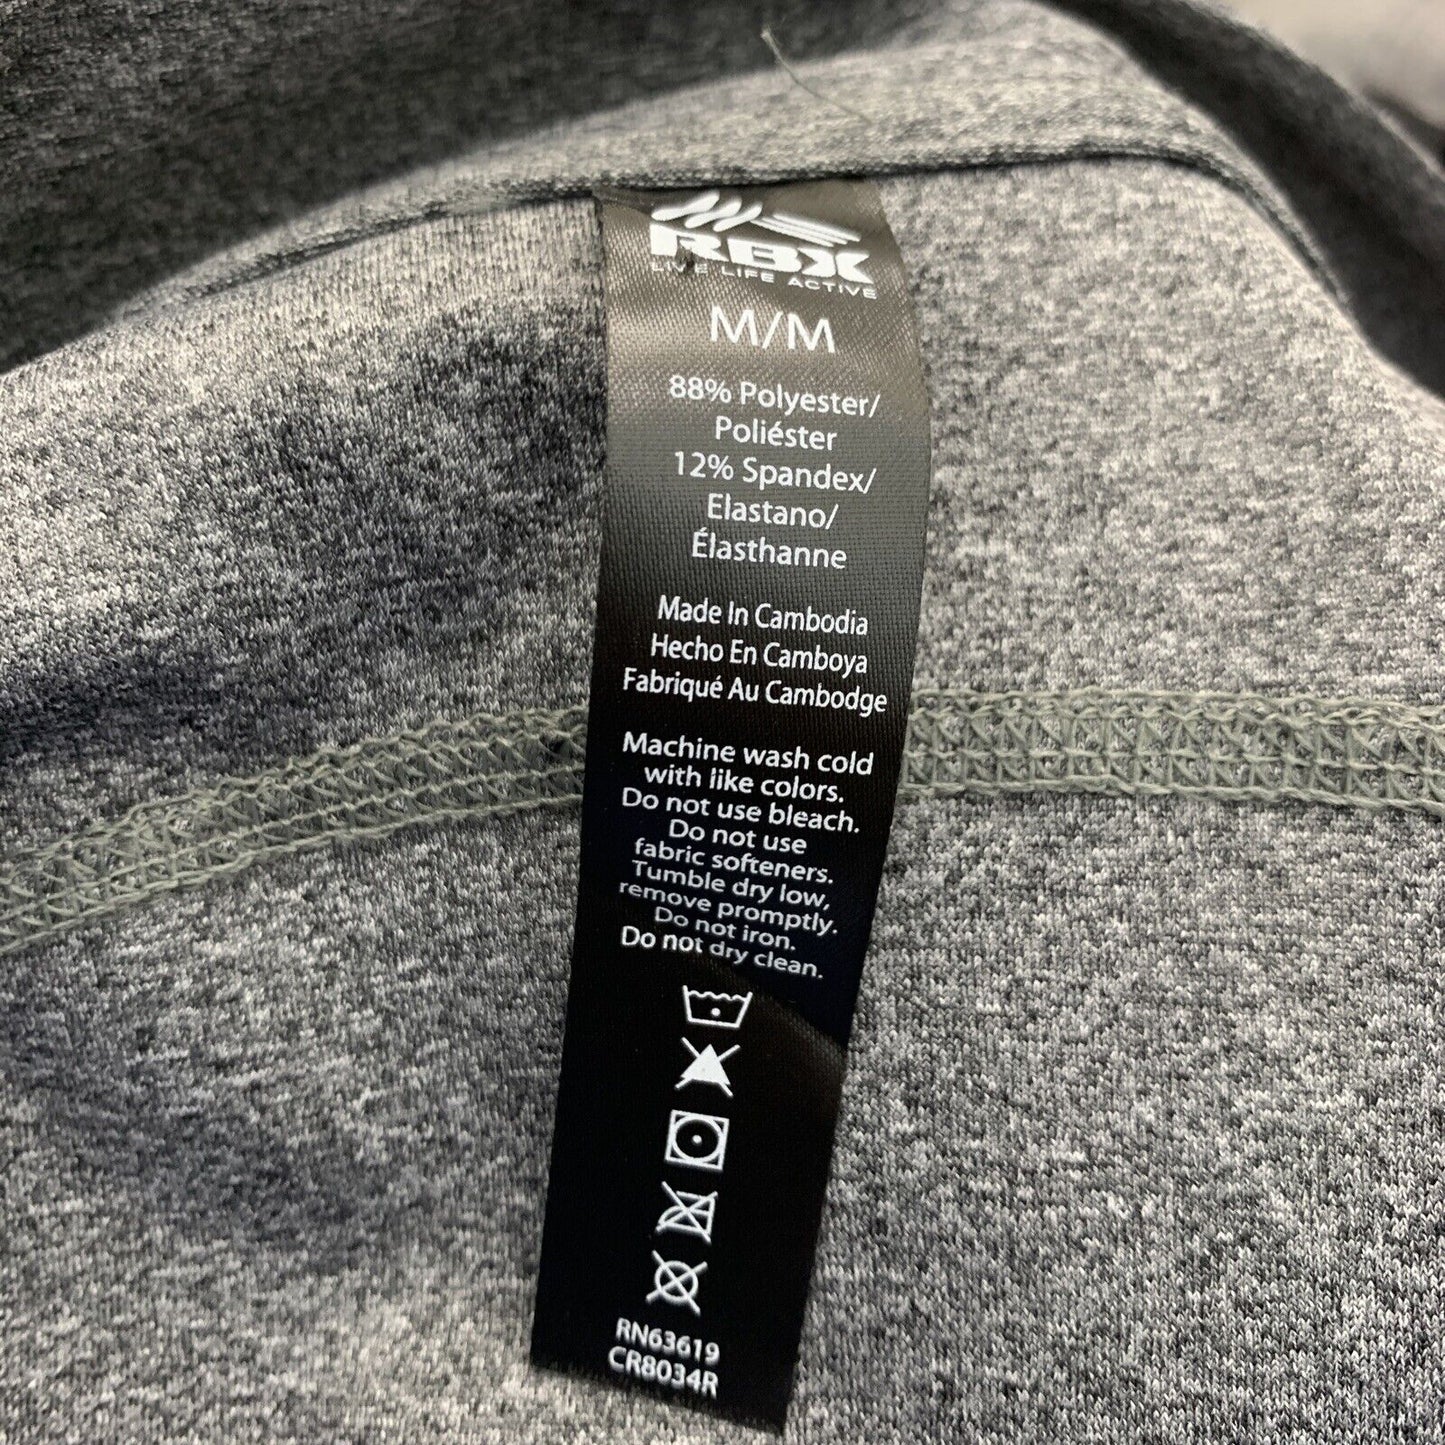 RBX
LIVE LIFE ACTIVE
M/M
88% Polyester/
Poliéster
12% Spandex/
Elastano/
Élasthanne
Made In Cambodia
Hecho En Camboya
Fabriqué Au Cambodge
Machine wash cold
with like colors.
Do not use bleach.
Do not use
fabric softeners.
Tumble dry low,
remove promptly.
Do not iron.
Do not dry clean.
RN63619
CR8034R